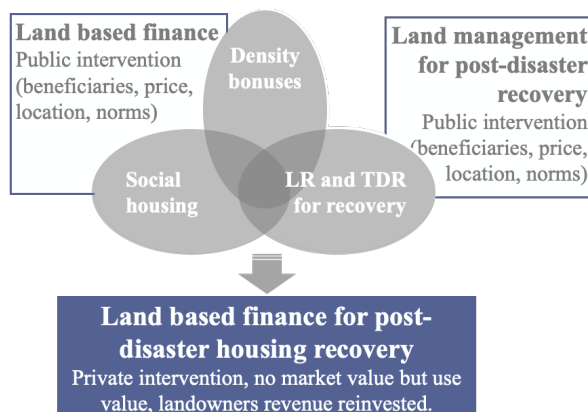 Land based finance
Public intervention
(beneficiaries, price,
location, norms)
Density
bonuses
Land management
for post-disaster
recovery
Public intervention
(beneficiaries, price,
location, norms)
Social
housing
LR and TDR
for recovery
Land based finance for post-
disaster housing recovery
Private intervention, no market value but use
value, landowners revenue reinvested.